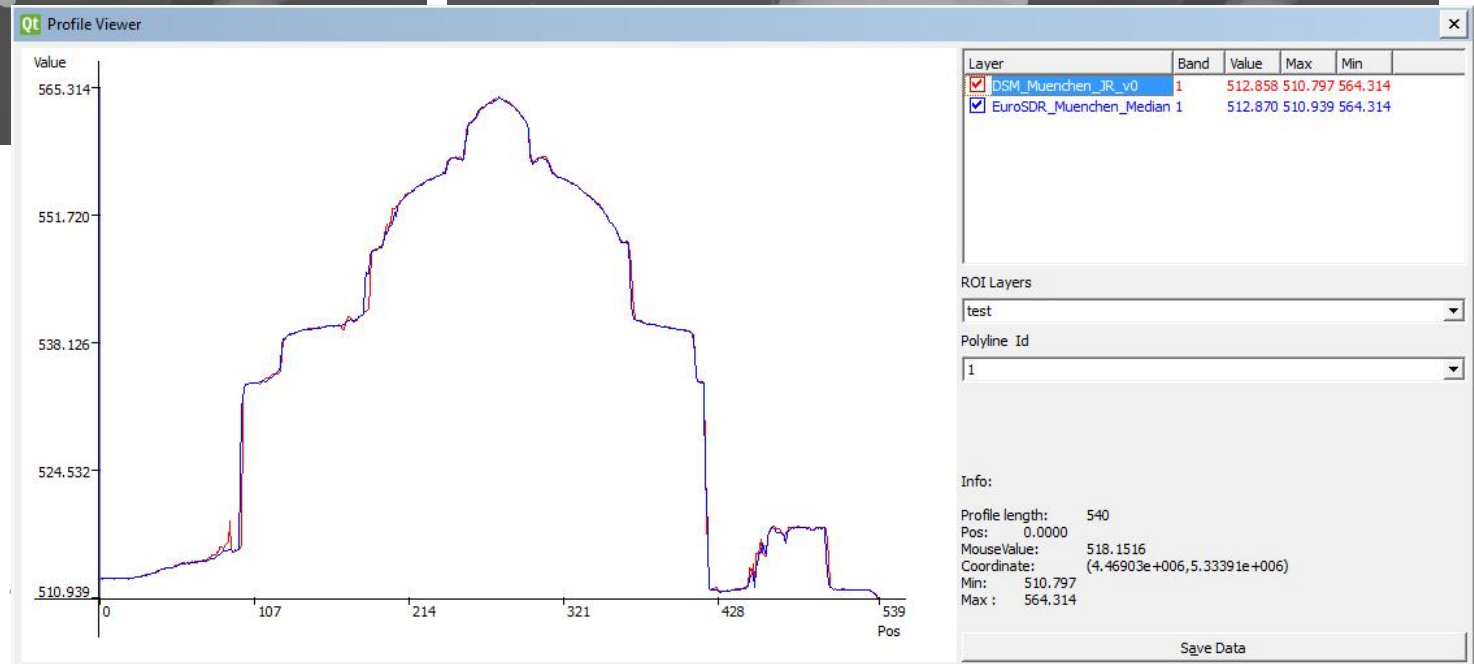 Qt Profile Viewer
Value
565.314
551.720
538.126
524.532
510.939
0 107 214 321 428 539
Pos
Layer Band Value Max Min
DSM_Muenchen_JR_v0 1 512.858 510.797 564.314
EuroSDR_Muenchen_Median 1 512.870 510.939 564.314
ROI Layers
test
Polyline Id
1
Info:
Profile length: 540
Pos: 0.0000
MouseValue: 518.1516
Coordinate: (4.46903e+006,5.33391e+006)
Min: 510.797
Max : 564.314
Save Data